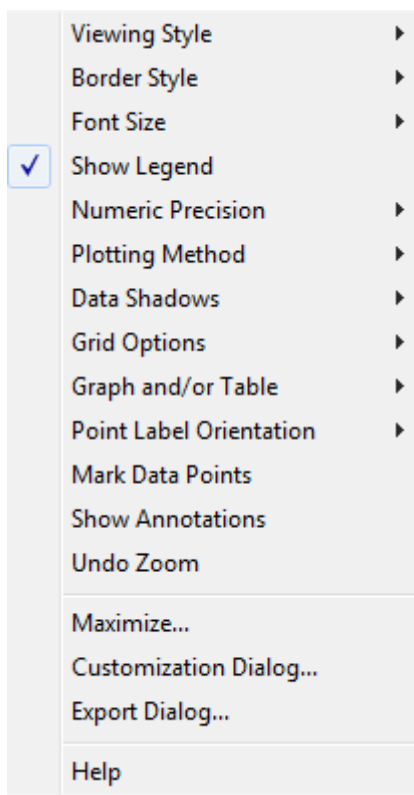 Viewing Style
Border Style
Font Size
Show Legend
Numeric Precision
Plotting Method
Data Shadows
Grid Options
Graph and/or Table
Point Label Orientation
Mark Data Points
Show Annotations
Undo Zoom
Maximize...
Customization Dialog...
Export Dialog...
Help